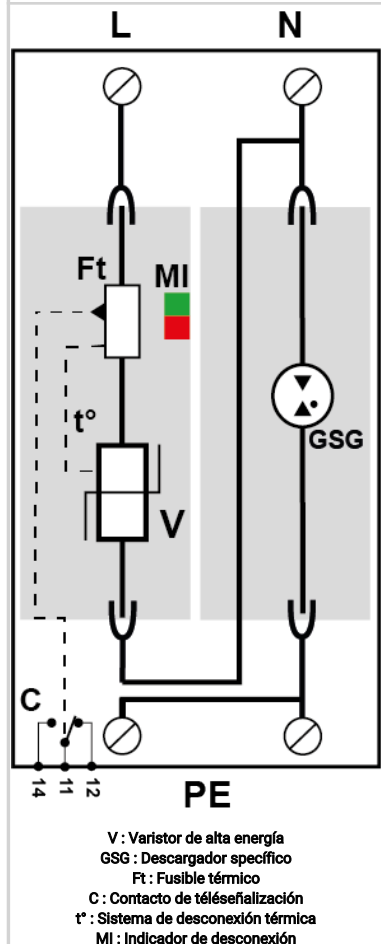 L N
Ft
MI
t°
GSG
V
C
14 11 12
PE
V : Varistor de alta energía
GSG : Descargador specífico
Ft : Fusible térmico
C : Contacto de téléseñalización
t° : Sistema de desconexión térmica
MI : Indicador de desconexión